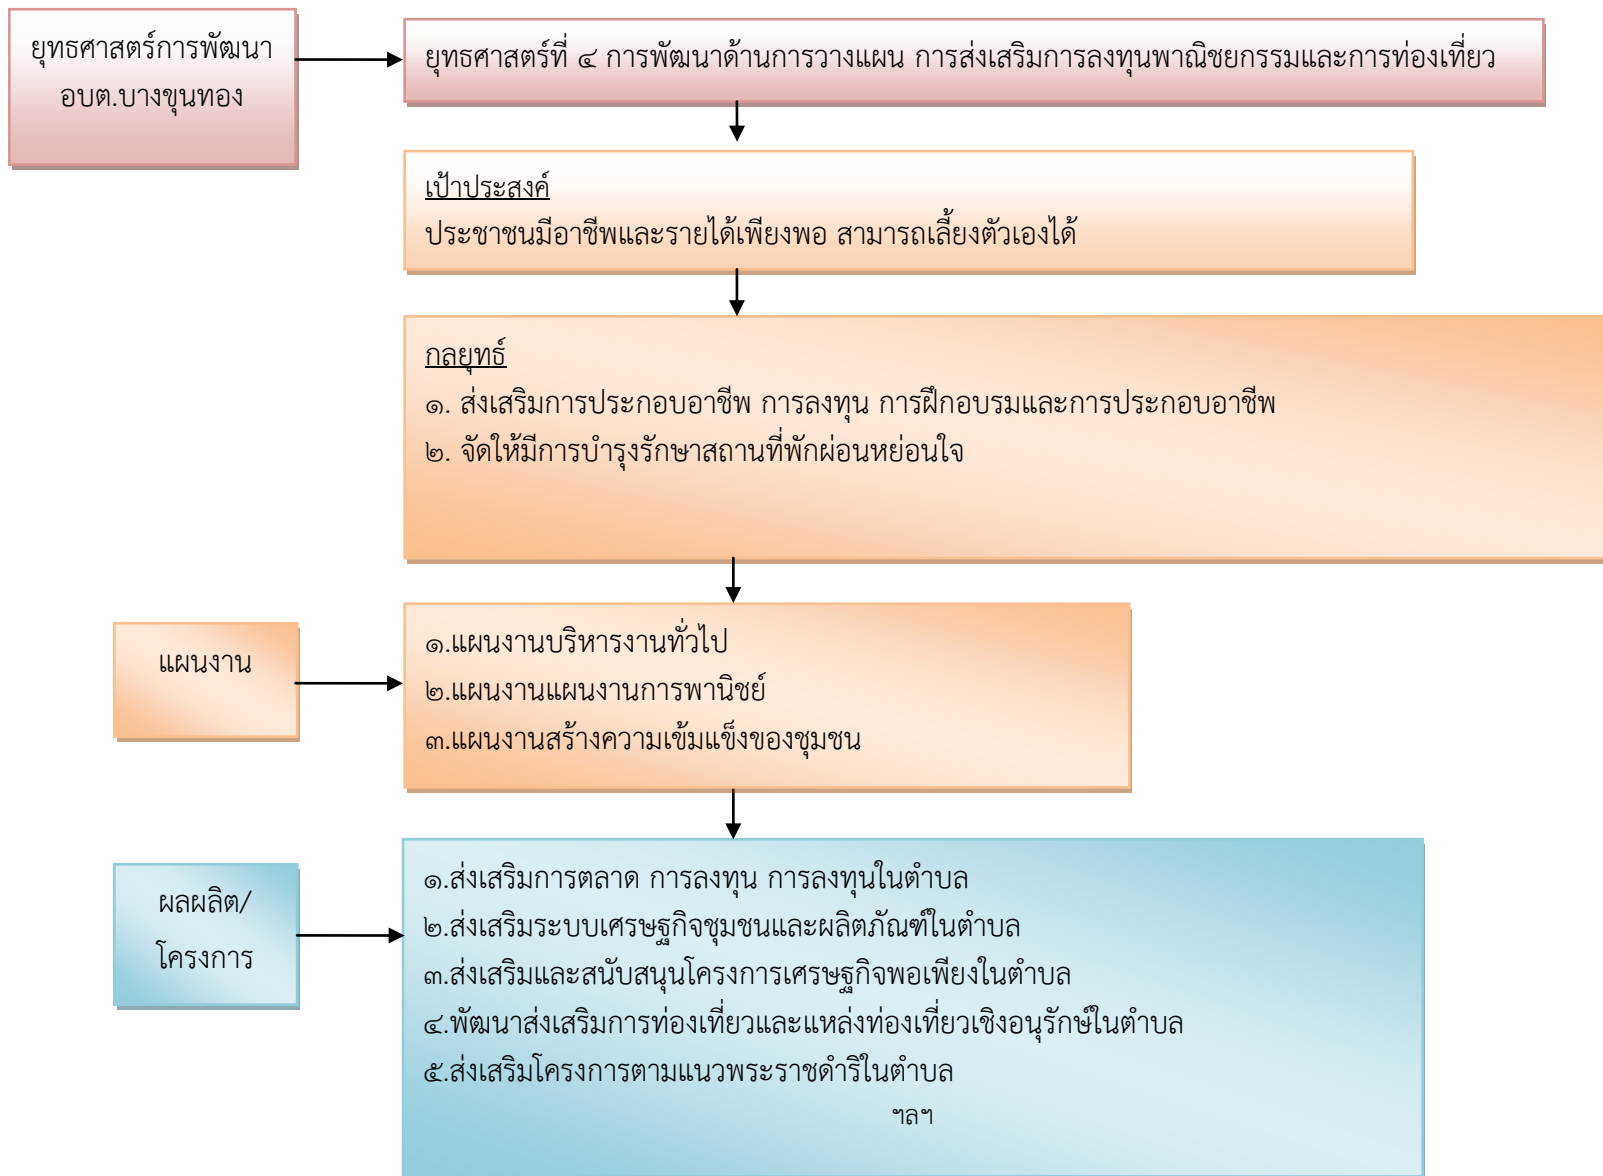 ยุทธศาสตร์การพัฒนา
อบต.บางขุนทอง
ยุทธศาสตร์ที่ ๔ การพัฒนาด้านการวางแผน การส่งเสริมการลงทุนพาณิชยกรรมและการท่องเที่ยว
เป้าประสงค์
ประชาชนมีอาชีพและรายได้เพียงพอ สามารถเลี้ยงตัวเองได้
กลยุทธ์
๑. ส่งเสริมการประกอบอาชีพ การลงทุน การฝึกอบรมและการประกอบอาชีพ
๒. จัดให้มีการบำรุงรักษาสถานที่พักผ่อนหย่อนใจ
แผนงาน
๑.แผนงานบริหารงานทั่วไป
๒.แผนงานแผนงานการพานิชย์
๓.แผนงานสร้างความเข้มแข็งของชุมชน
ผลผลิต/
โครงการ
๑.ส่งเสริมการตลาด การลงทุน การลงทุนในตำบล
๒.ส่งเสริมระบบเศรษฐกิจชุมชนและผลิตภัณฑ์ในตำบล
๓.ส่งเสริมและสนับสนุนโครงการเศรษฐกิจพอเพียงในตำบล
๔.พัฒนาส่งเสริมการท่องเที่ยวและแหล่งท่องเที่ยวเชิงอนุรักษ์ในตำบล
๕.ส่งเสริมโครงการตามแนวพระราชดำริในตำบล
ฯลฯ